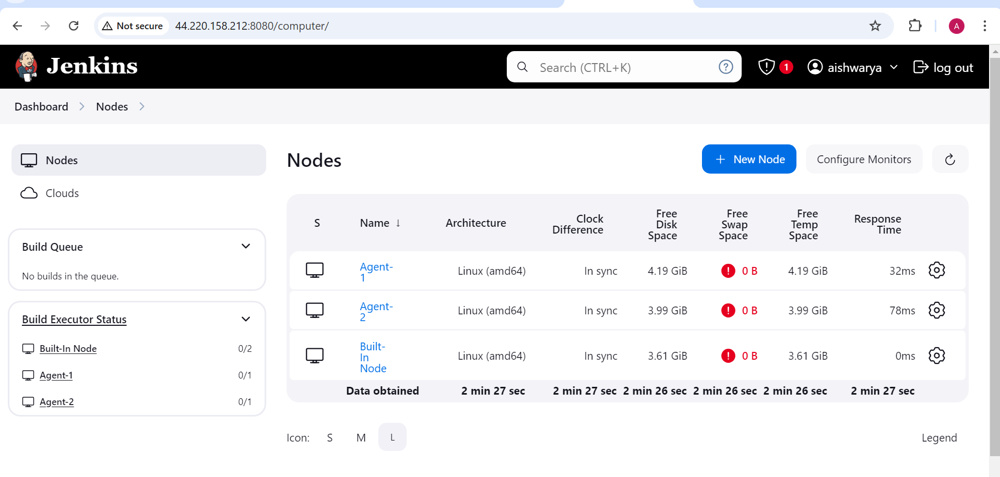 Not secure 44.220.158.212:8080/computer/
A
Jenkins
Search (CTRL+K)
?
1
aishwarya
log out
Dashboard
Nodes
Nodes
Clouds
Build Queue
No builds in the queue.
Build Executor Status
Built-In Node 0/2
Agent-1 0/1
Agent-2 0/1
Nodes
+ New Node
Configure Monitors
S
Name ↓
Architecture
Clock
Difference
Free
Disk
Space
Free
Swap
Space
Free
Temp
Space
Response
Time
Agent-
1
Linux (amd64)
In sync
4.19 GiB
! 0 B
4.19 GiB
32ms
Agent-
2
Linux (amd64)
In sync
3.99 GiB
! 0 B
3.99 GiB
78ms
Built-
In
Node
Linux (amd64)
In sync
3.61 GiB
! 0 B
3.61 GiB
0ms
Data obtained 2 min 27 sec 2 min 27 sec 2 min 26 sec 2 min 26 sec 2 min 26 sec 2 min 27 sec
Icon: S M L
Legend